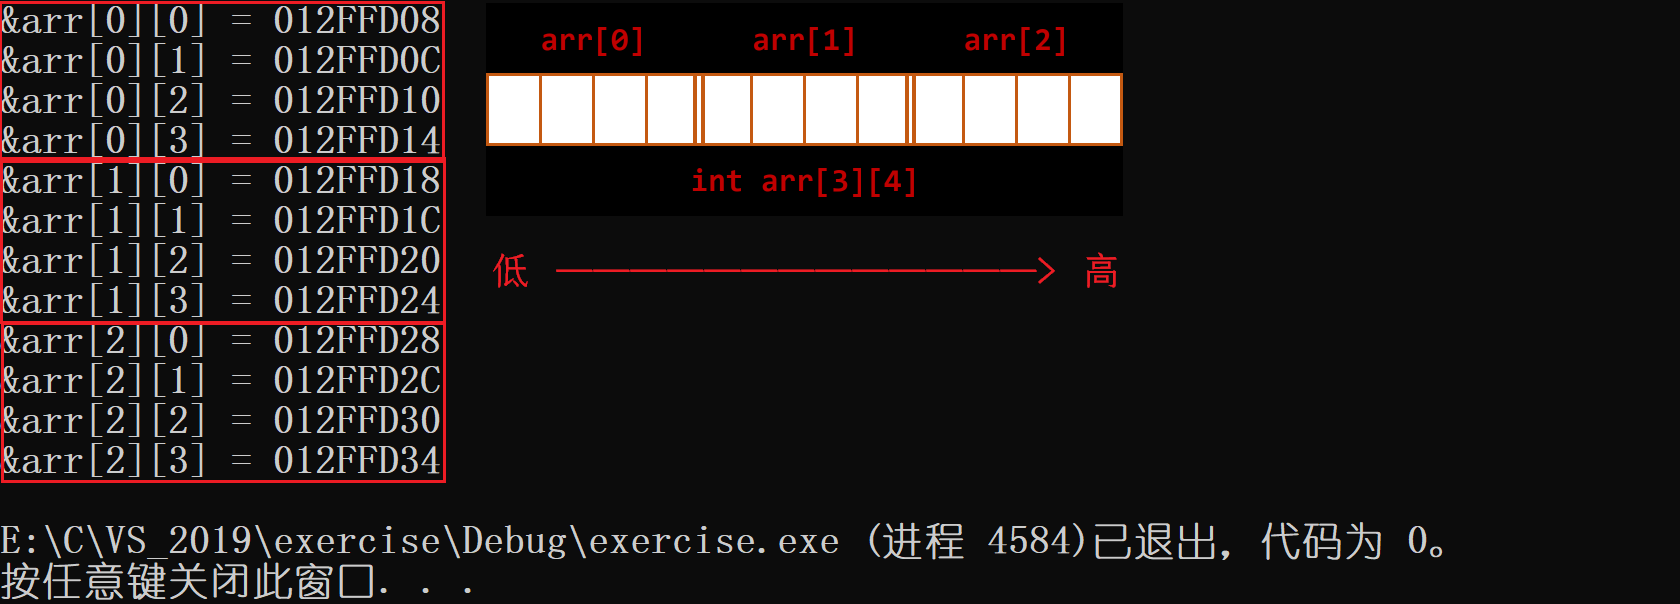 &arr[0][0] = 012FFD08
&arr[0][1] = 012FFD0C
&arr[0][2] = 012FFD10
&arr[0][3] = 012FFD14
&arr[1][0] = 012FFD18
&arr[1][1] = 012FFD1C
&arr[1][2] = 012FFD20
&arr[1][3] = 012FFD24
&arr[2][0] = 012FFD28
&arr[2][1] = 012FFD2C
&arr[2][2] = 012FFD30
&arr[2][3] = 012FFD34
arr[0] arr[1] arr[2]
int arr[3][4]
低 ————————————> 高
E:\C\VS_2019\exercise\Debug\exercise.exe (进程 4584)已退出，代码为 0。
按任意键关闭此窗口. . .